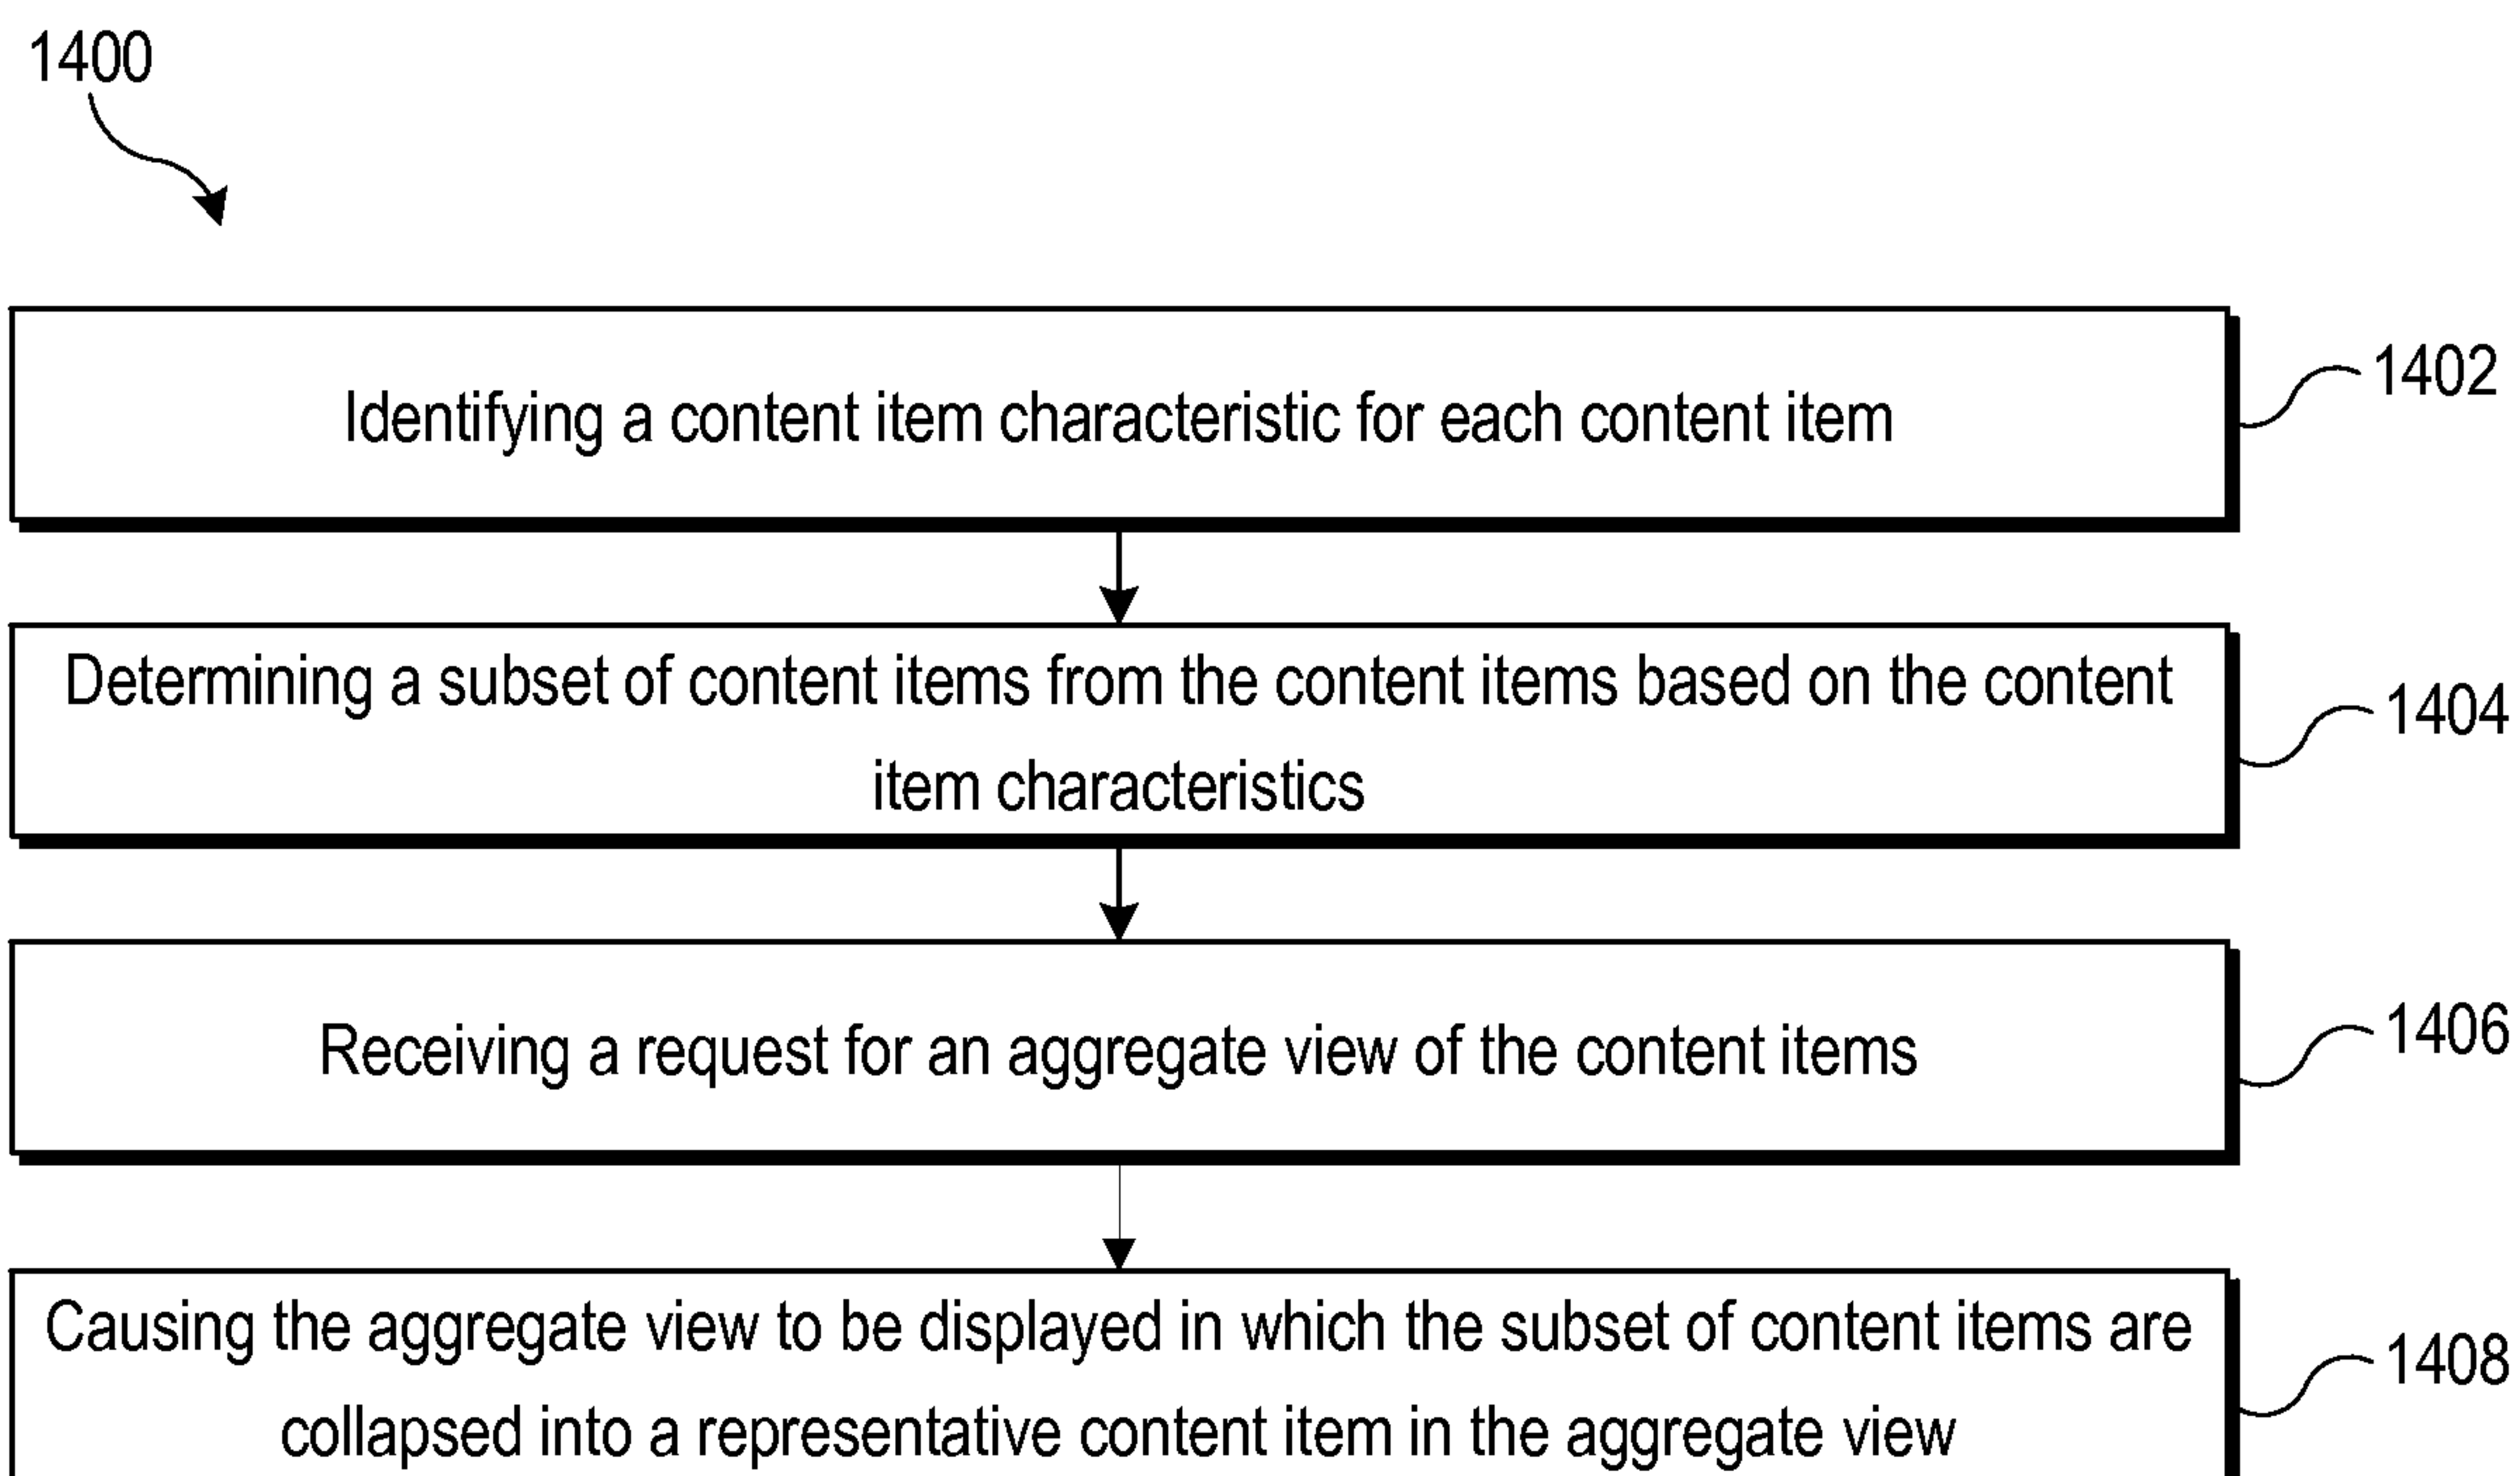 1400
Identifying a content item characteristic for each content item
1402
Determining a subset of content items from the content items based on the content
item characteristics
1404
Receiving a request for an aggregate view of the content items
1406
Causing the aggregate view to be displayed in which the subset of content items are
collapsed into a representative content item in the aggregate view
1408